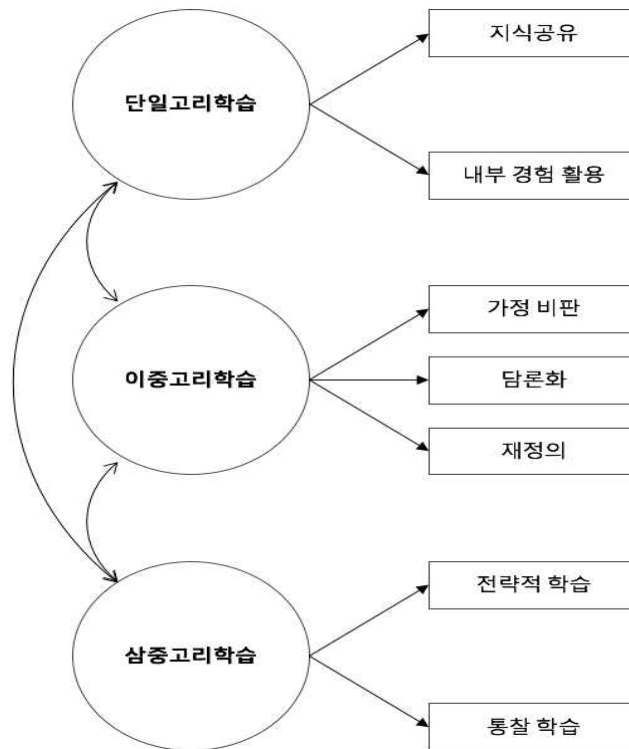 단일고리학습
지식공유
내부 경험 활용
이중고리학습
가정 비판
담론화
재정의
삼중고리학습
전략적 학습
통찰 학습